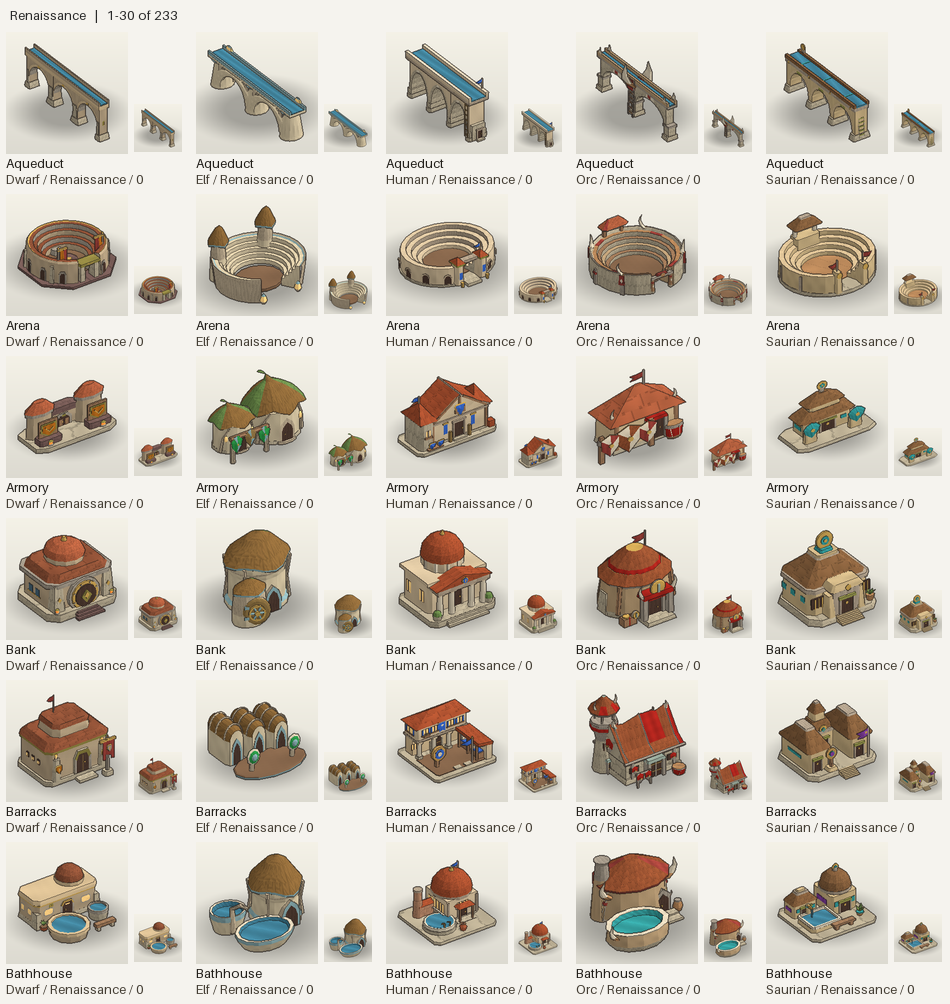 Renaissance | 1-30 of 233
Aqueduct
Dwarf / Renaissance / 0
Aqueduct
Elf / Renaissance / 0
Aqueduct
Human / Renaissance / 0
Aqueduct
Orc / Renaissance / 0
Aqueduct
Saurian / Renaissance / 0
Arena
Dwarf / Renaissance / 0
Arena
Elf / Renaissance / 0
Arena
Human / Renaissance / 0
Arena
Orc / Renaissance / 0
Arena
Saurian / Renaissance / 0
Armory
Dwarf / Renaissance / 0
Armory
Elf / Renaissance / 0
Armory
Human / Renaissance / 0
Armory
Orc / Renaissance / 0
Armory
Saurian / Renaissance / 0
Bank
Dwarf / Renaissance / 0
Bank
Elf / Renaissance / 0
Bank
Human / Renaissance / 0
Bank
Orc / Renaissance / 0
Bank
Saurian / Renaissance / 0
Barracks
Dwarf / Renaissance / 0
Barracks
Elf / Renaissance / 0
Barracks
Human / Renaissance / 0
Barracks
Orc / Renaissance / 0
Barracks
Saurian / Renaissance / 0
Bathhouse
Dwarf / Renaissance / 0
Bathhouse
Elf / Renaissance / 0
Bathhouse
Human / Renaissance / 0
Bathhouse
Orc / Renaissance / 0
Bathhouse
Saurian / Renaissance / 0